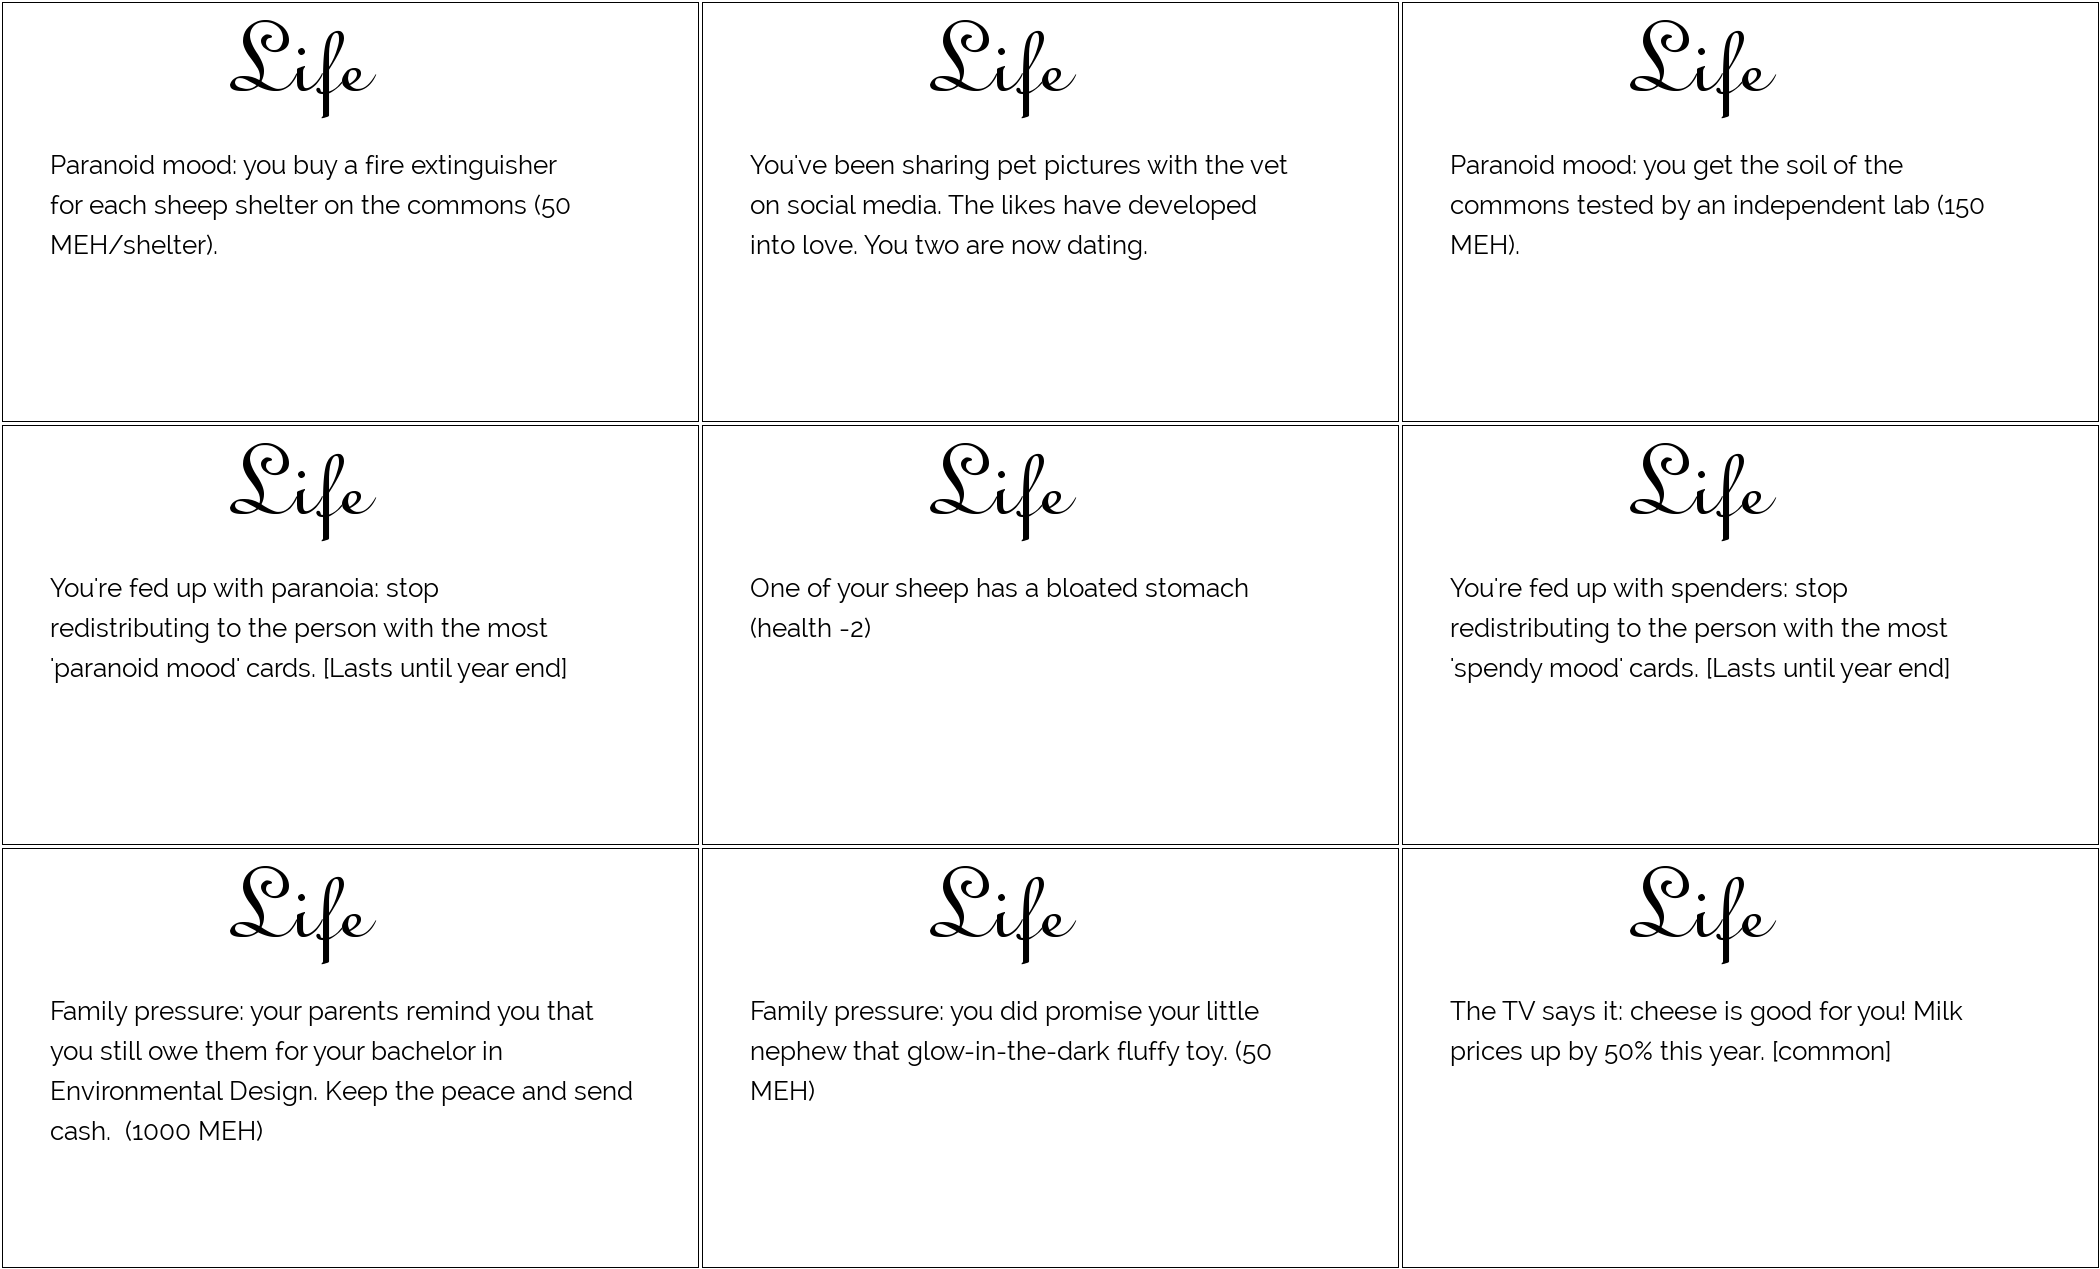 Life
Paranoid mood: you buy a fire extinguisher
for each sheep shelter on the commons (50
MEH/shelter).
Life
You've been sharing pet pictures with the vet
on social media. The likes have developed
into love. You two are now dating.
Life
Paranoid mood: you get the soil of the
commons tested by an independent lab (150
MEH).
Life
You're fed up with paranoia: stop
redistributing to the person with the most
'paranoid mood' cards. [Lasts until year end]
Life
One of your sheep has a bloated stomach
(health -2)
Life
You're fed up with spenders: stop
redistributing to the person with the most
'spendy mood' cards. [Lasts until year end]
Life
Family pressure: your parents remind you that
you still owe them for your bachelor in
Environmental Design. Keep the peace and send
cash.  (1000 MEH)
Life
Family pressure: you did promise your little
nephew that glow-in-the-dark fluffy toy. (50
MEH)
Life
The TV says it: cheese is good for you! Milk
prices up by 50% this year. [common]